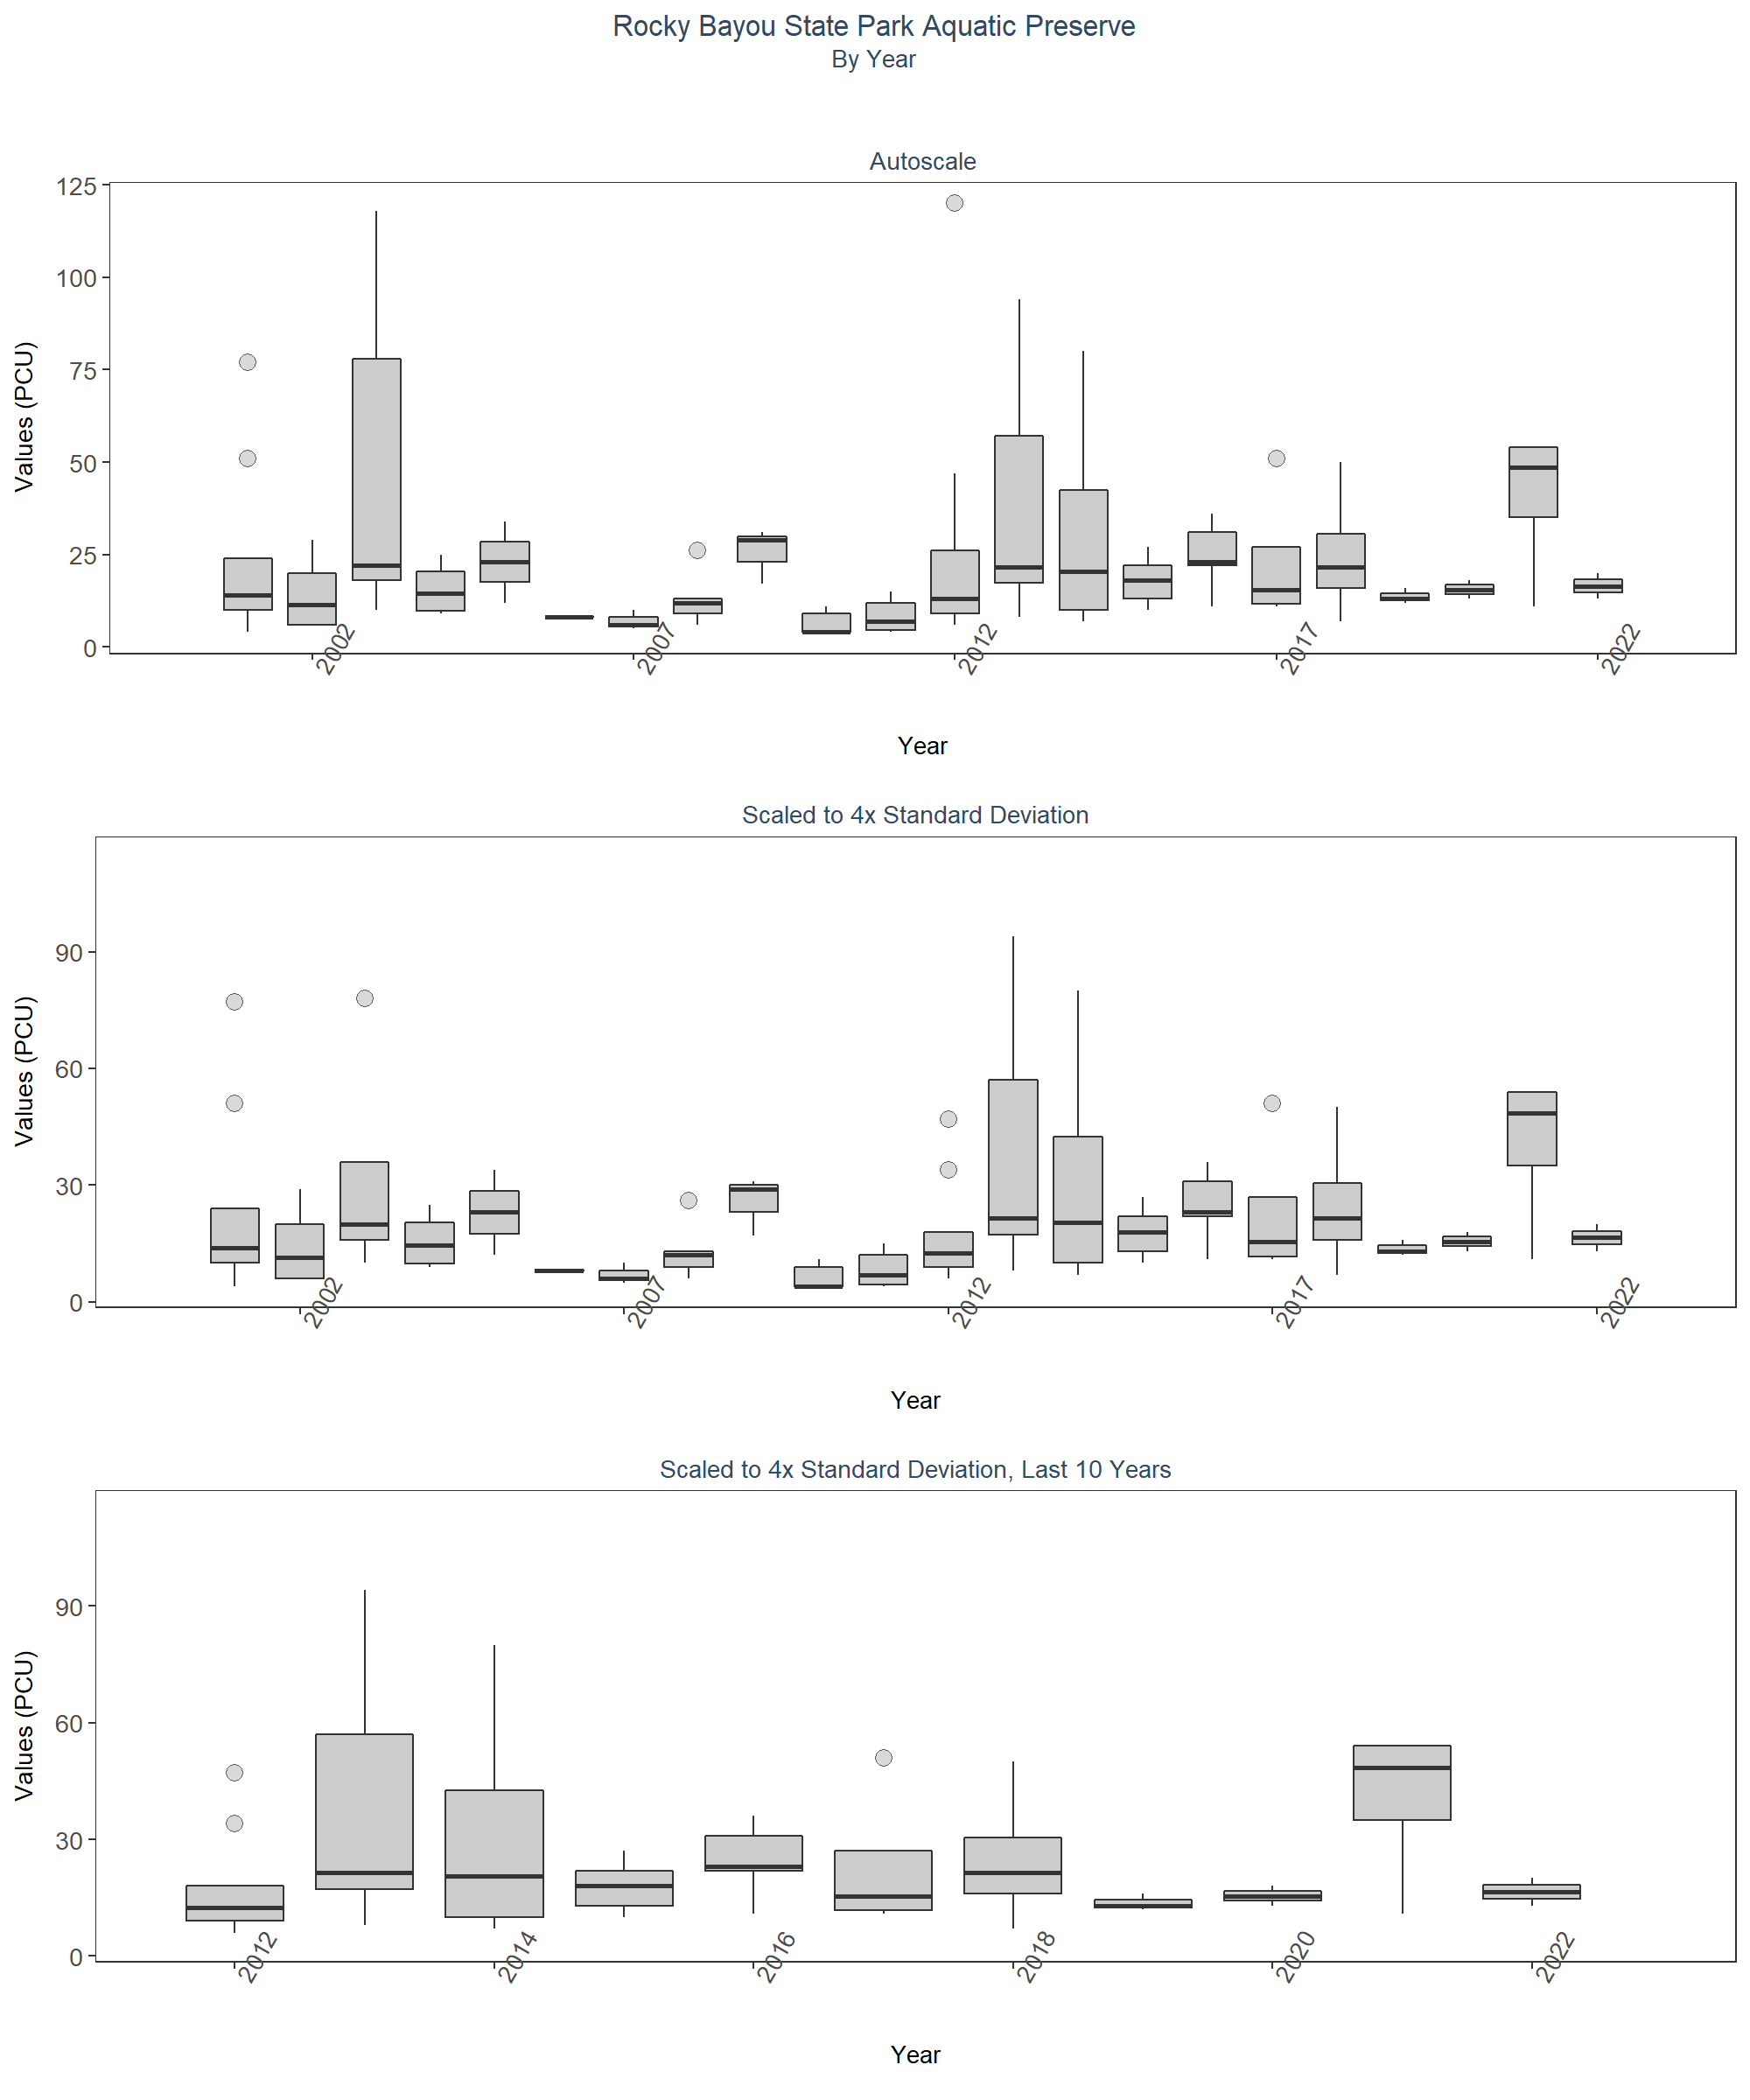 Rocky Bayou State Park Aquatic Preserve
By Year
Autoscale
Values (PCU)
125
100
75
50
25
0
2002
2007
2012
2017
2022
Year
Scaled to 4x Standard Deviation
Values (PCU)
90
60
30
0
2002
2007
2012
2017
2022
Year
Scaled to 4x Standard Deviation, Last 10 Years
Values (PCU)
90
60
30
0
2012
2014
2016
2018
2020
2022
Year